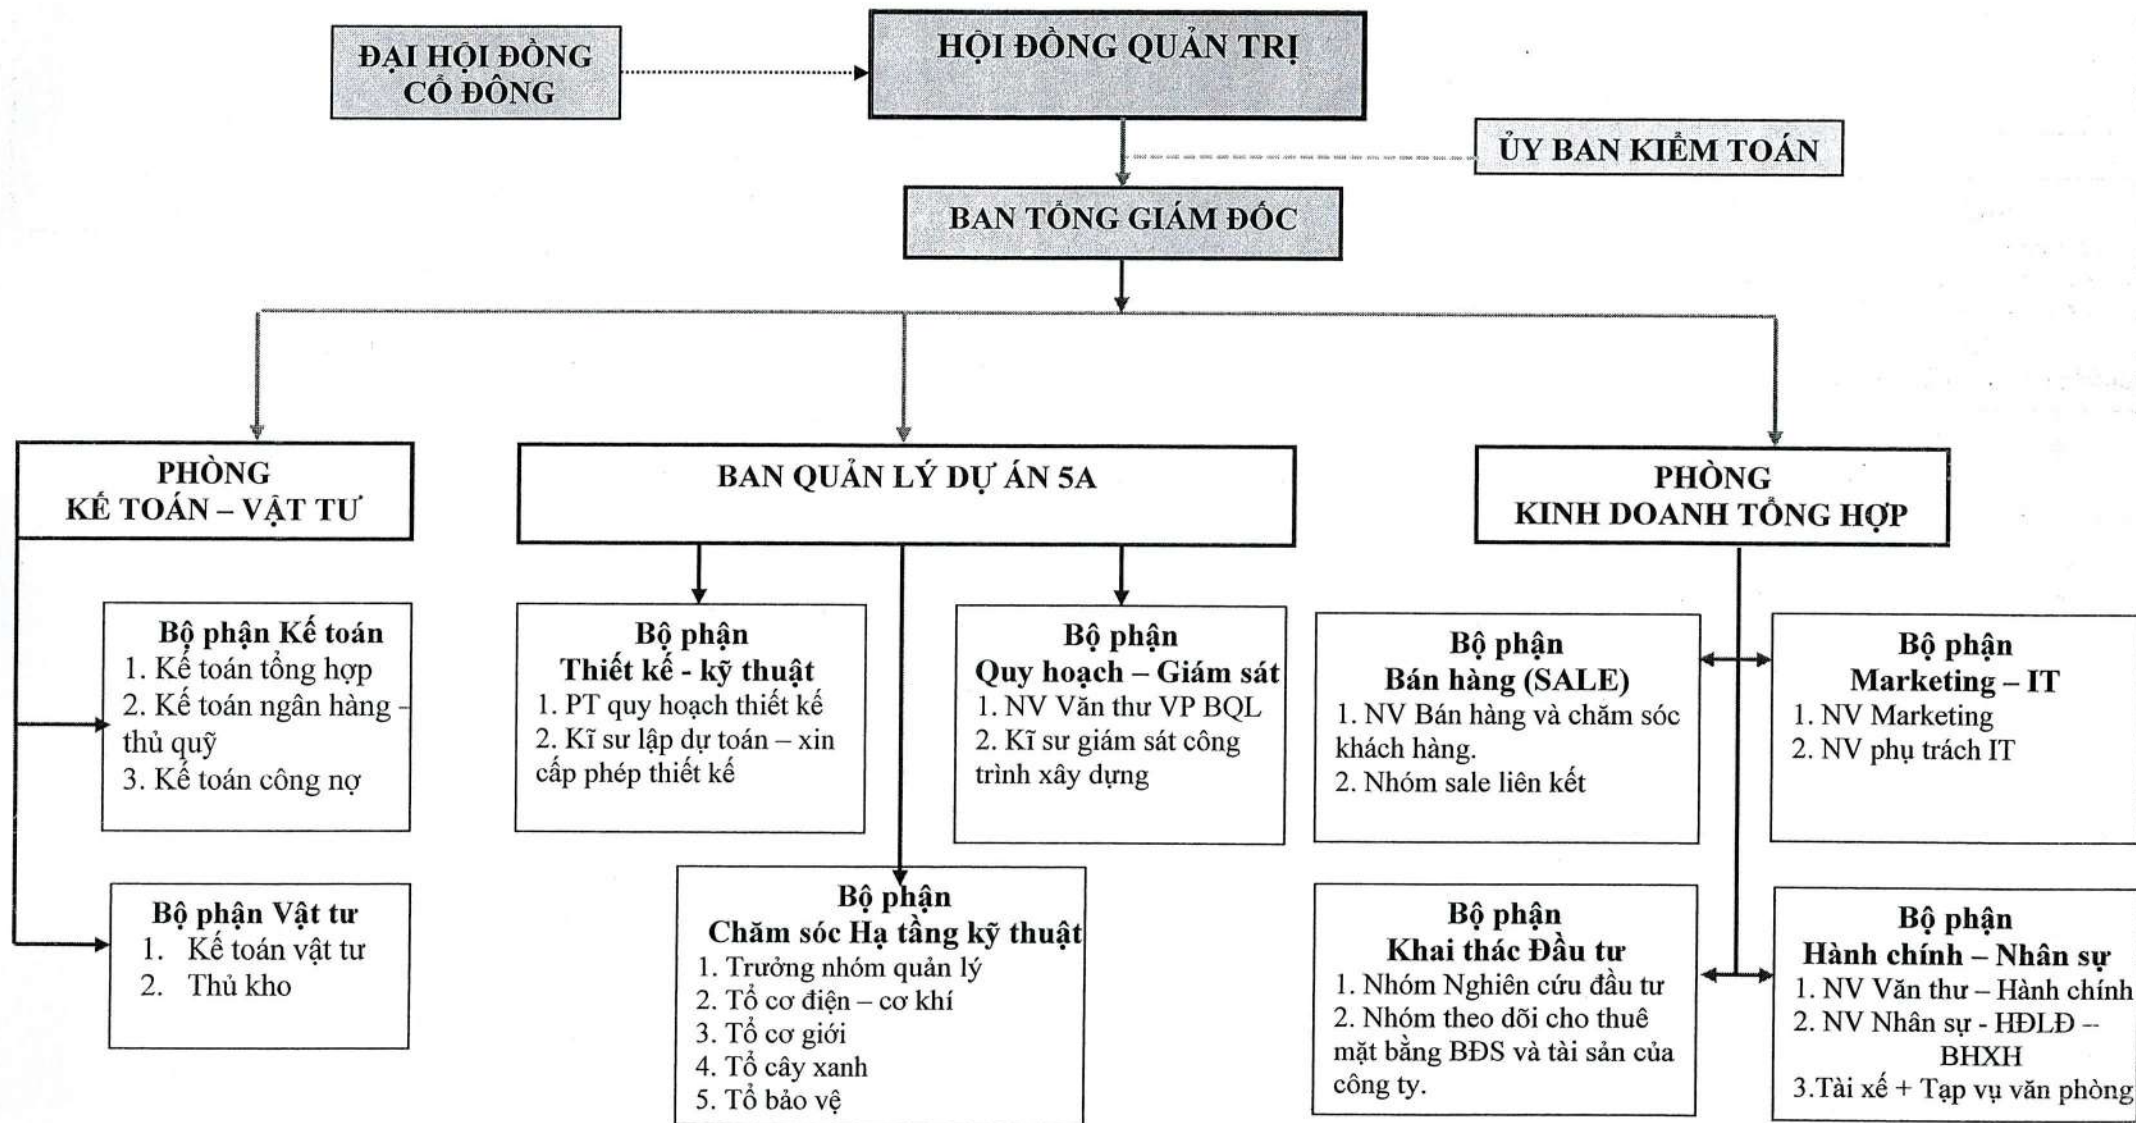 ĐẠI HỘI ĐỒNG
CỔ ĐÔNG
HỘI ĐỒNG QUẢN TRỊ
ỦY BAN KIỂM TOÁN
BAN TỔNG GIÁM ĐỐC
PHÒNG
KẾ TOÁN – VẬT TƯ
BAN QUẢN LÝ DỰ ÁN 5A
PHÒNG
KINH DOANH TỔNG HỢP
Bộ phận Kế toán
1. Kế toán tổng hợp
2. Kế toán ngân hàng –
thủ quỹ
3. Kế toán công nợ
Bộ phận Vật tư
1. Kế toán vật tư
2. Thủ kho
Bộ phận
Thiết kế - kỹ thuật
1. PT quy hoạch thiết kế
2. Kĩ sư lập dự toán – xin
cấp phép thiết kế
Bộ phận
Quy hoạch – Giám sát
1. NV Văn thư VP BQL
2. Kĩ sư giám sát công
trình xây dựng
Bộ phận
Chăm sóc Hạ tầng kỹ thuật
1. Trưởng nhóm quản lý
2. Tổ cơ điện – cơ khí
3. Tổ cơ giới
4. Tổ cây xanh
5. Tổ bảo vệ
Bộ phận
Bán hàng (SALE)
1. NV Bán hàng và chăm sóc
khách hàng.
2. Nhóm sale liên kết
Bộ phận
Marketing – IT
1. NV Marketing
2. NV phụ trách IT
Bộ phận
Khai thác Đầu tư
1. Nhóm Nghiên cứu đầu tư
2. Nhóm theo dõi cho thuê
mặt bằng BĐS và tài sản của
công ty.
Bộ phận
Hành chính – Nhân sự
1. NV Văn thư – Hành chính
2. NV Nhân sự - HĐLĐ –
BHXH
3.Tài xế + Tạp vụ văn phòng